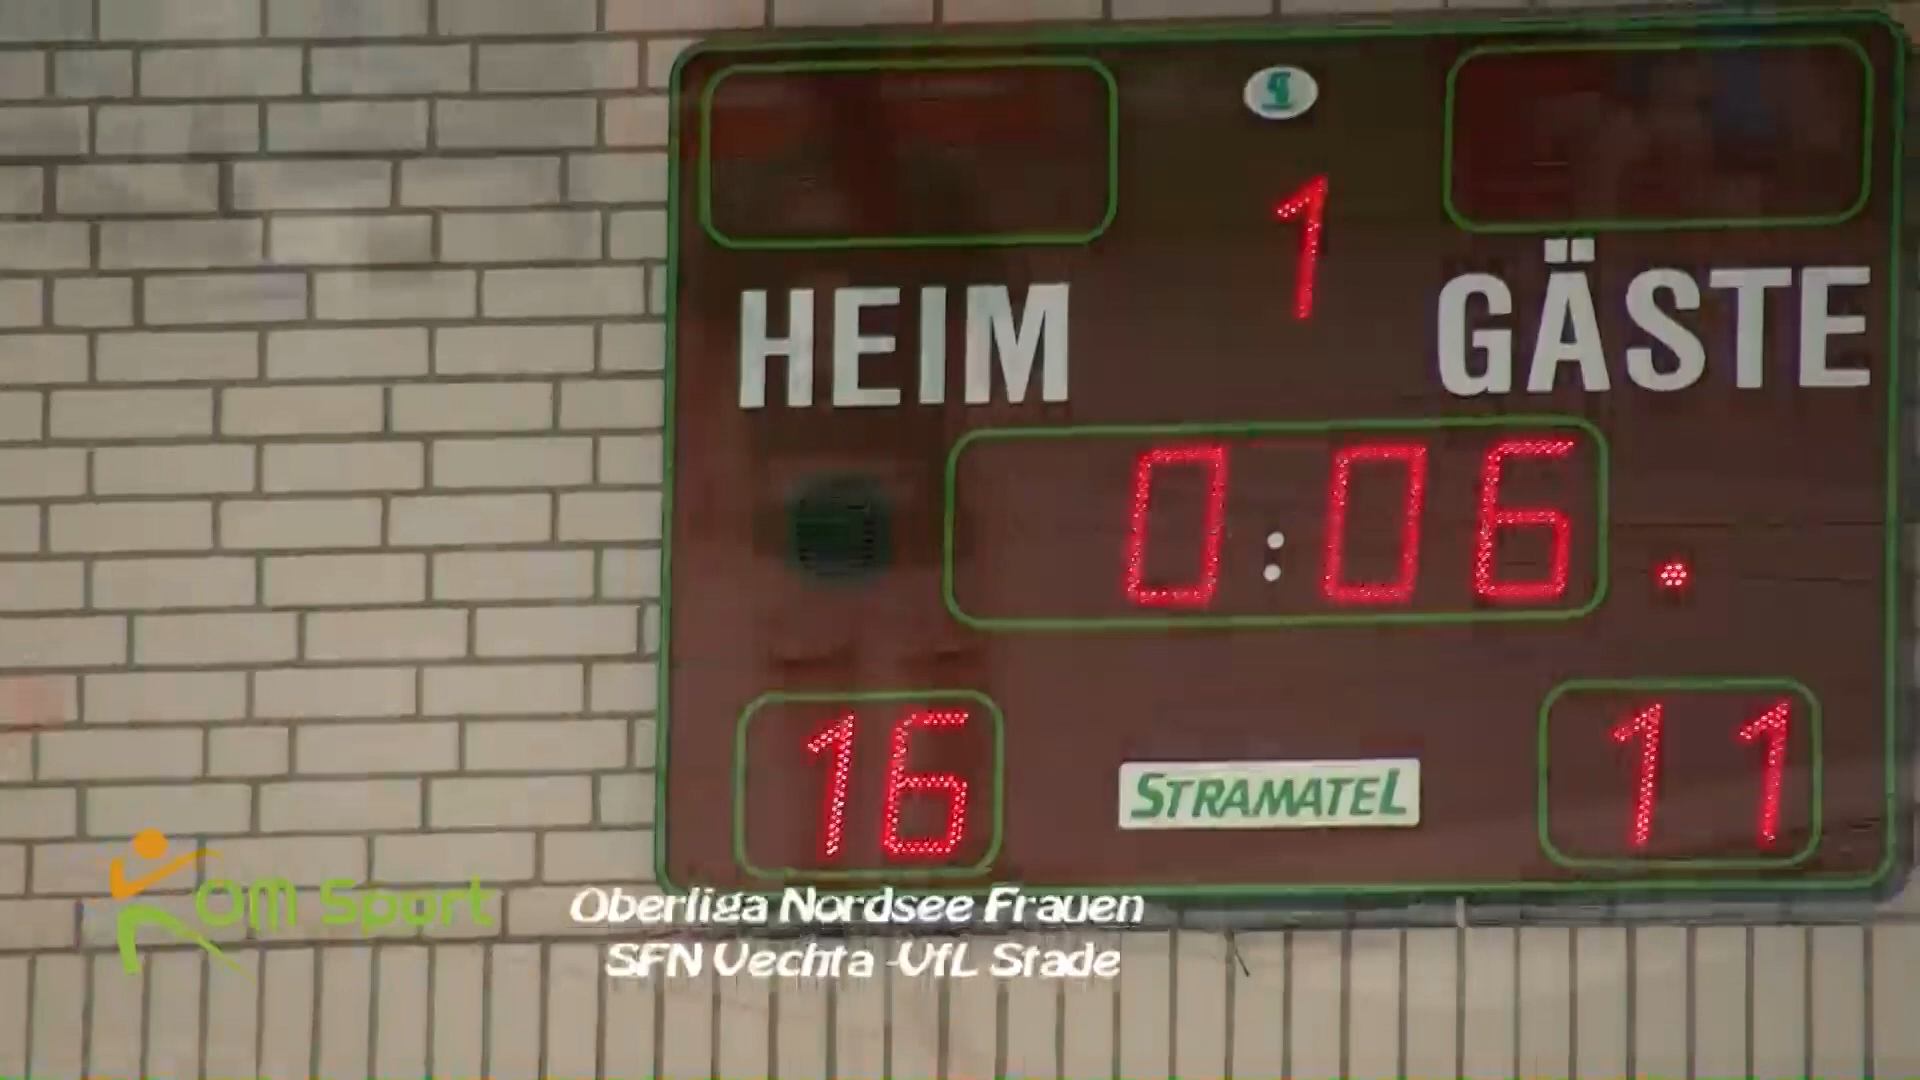 1
HEIM
GÄSTE
0:06.
16
STRAMATEL
11
OM Sport
Oberliga Nordsee Frauen
SFN Vechta -VfL Stade